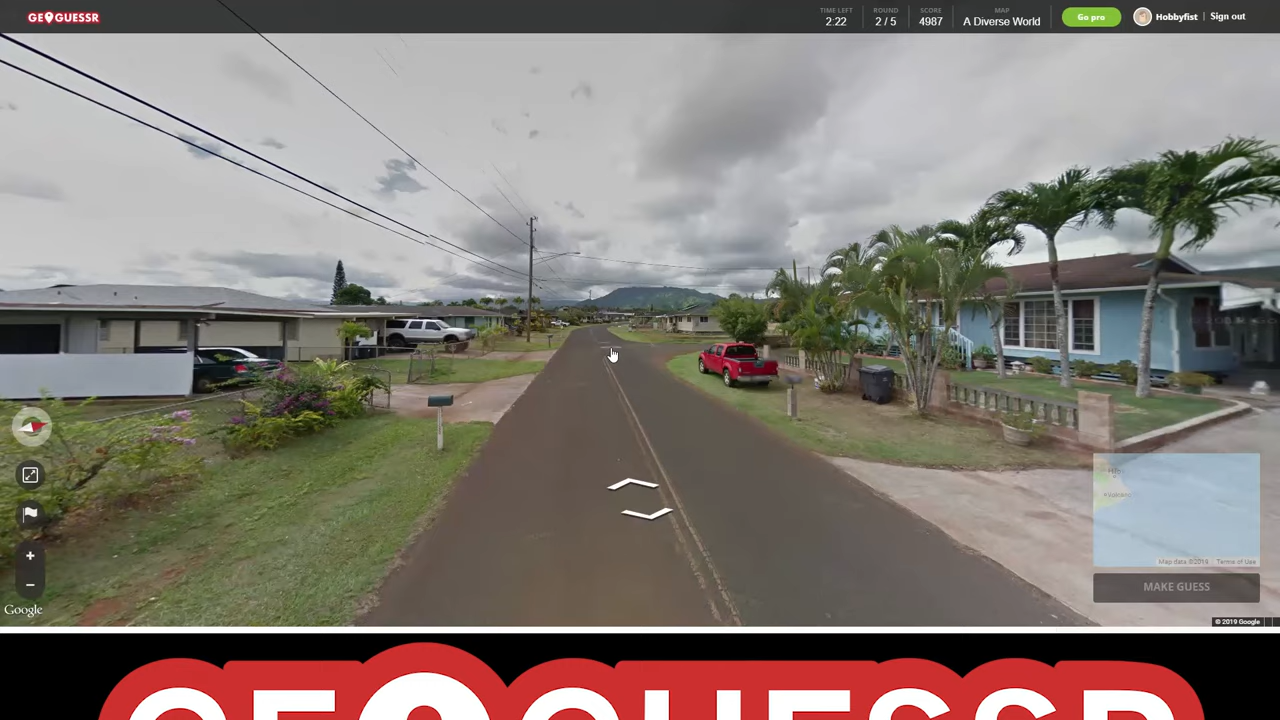 GEOGUESSR
TIME LEFT
2:22
ROUND
2 / 5
SCORE
4987
MAP
A Diverse World
Go pro
Hobbyfist
Sign out
Map data ©2019
Terms of Use
MAKE GUESS
Google
© 2019 Google
GEOGUESSR